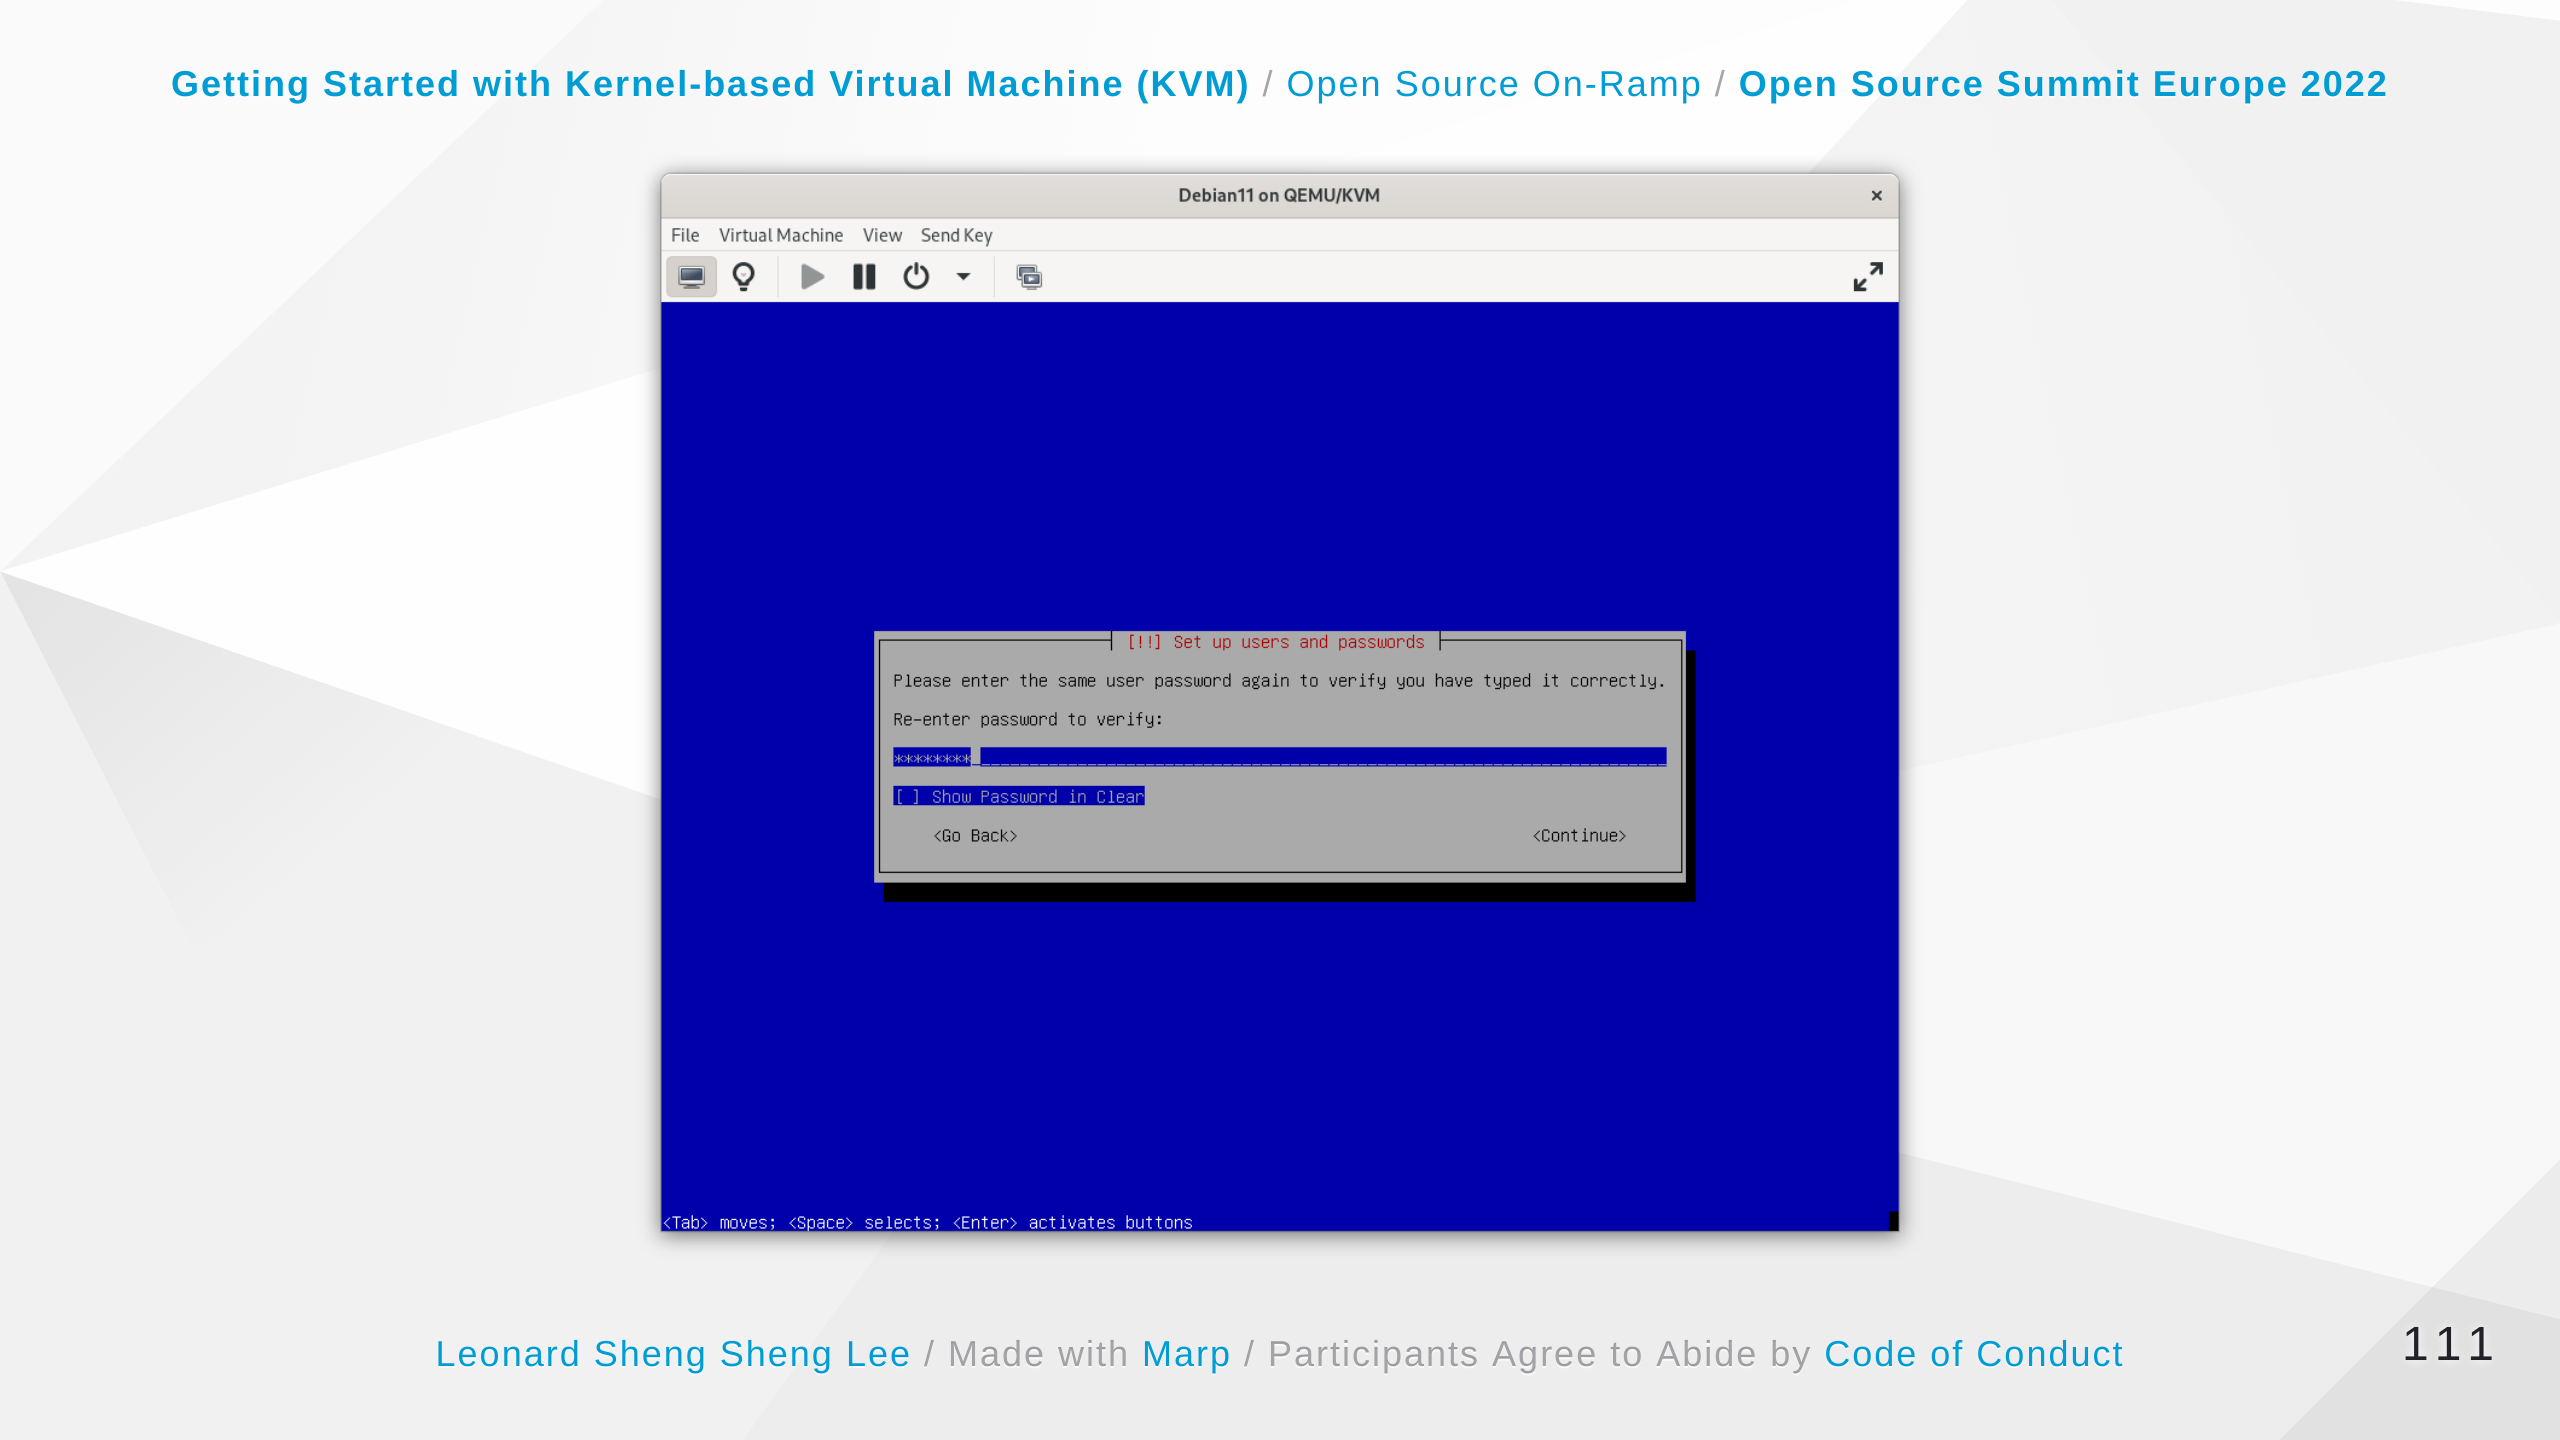 Getting Started with Kernel-based Virtual Machine (KVM) / Open Source On-Ramp / Open Source Summit Europe 2022
Debian11 on QEMU/KVM
File Virtual Machine View Send Key
[!!] Set up users and passwords
Please enter the same user password again to verify you have typed it correctly.
Re-enter password to verify:
********
[ ] Show Password in Clear
<Go Back> <Continue>
<Tab> moves; <Space> selects; <Enter> activates buttons
Leonard Sheng Sheng Lee / Made with Marp / Participants Agree to Abide by Code of Conduct
111